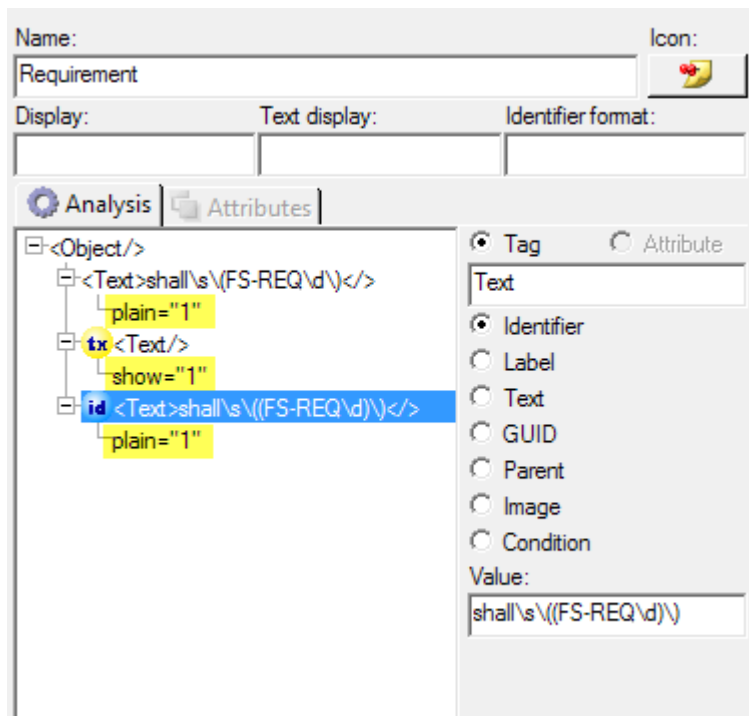 Name: Icon:
Requirement
Display: Text display: Identifier format:
Analysis Attributes
<Object/>
<Text>shall\s\(FS-REQ\d\)</>
plain="1"
tx <Text/>
show="1"
id <Text>shall\s\((FS-REQ\d)\)</>
plain="1"
Tag Attribute
Text
Identifier
Label
Text
GUID
Parent
Image
Condition
Value:
shall\s\((FS-REQ\d)\)